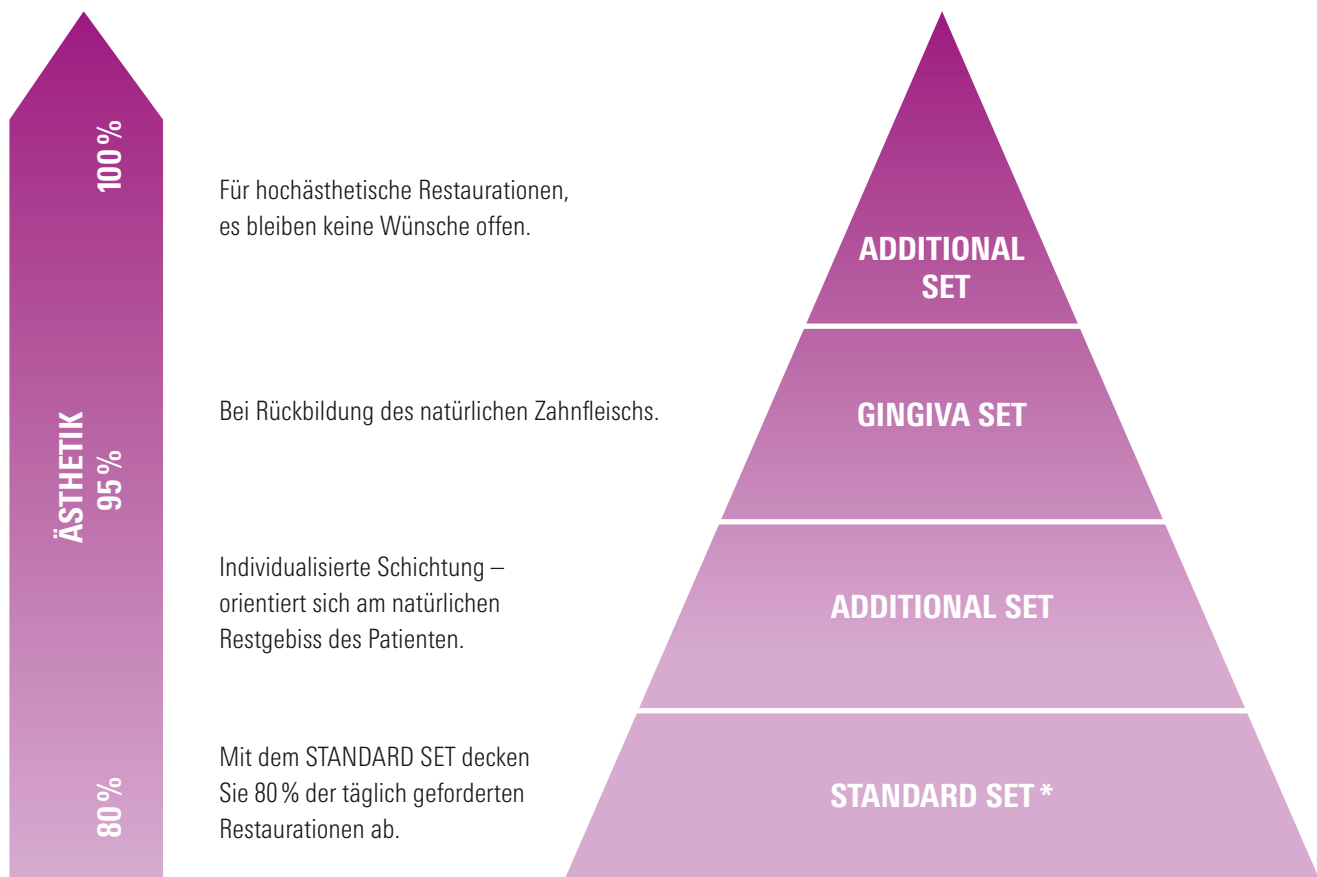 100 %
Für hochästhetische Restaurationen,
es bleiben keine Wünsche offen.
ADDITIONAL
SET
ÄSTHETIK
95 %
Bei Rückbildung des natürlichen Zahnfleischs.
GINGIVA SET
Individualisierte Schichtung –
orientiert sich am natürlichen
Restgebiss des Patienten.
ADDITIONAL SET
80 %
Mit dem STANDARD SET decken
Sie 80 % der täglich geforderten
Restaurationen ab.
STANDARD SET *